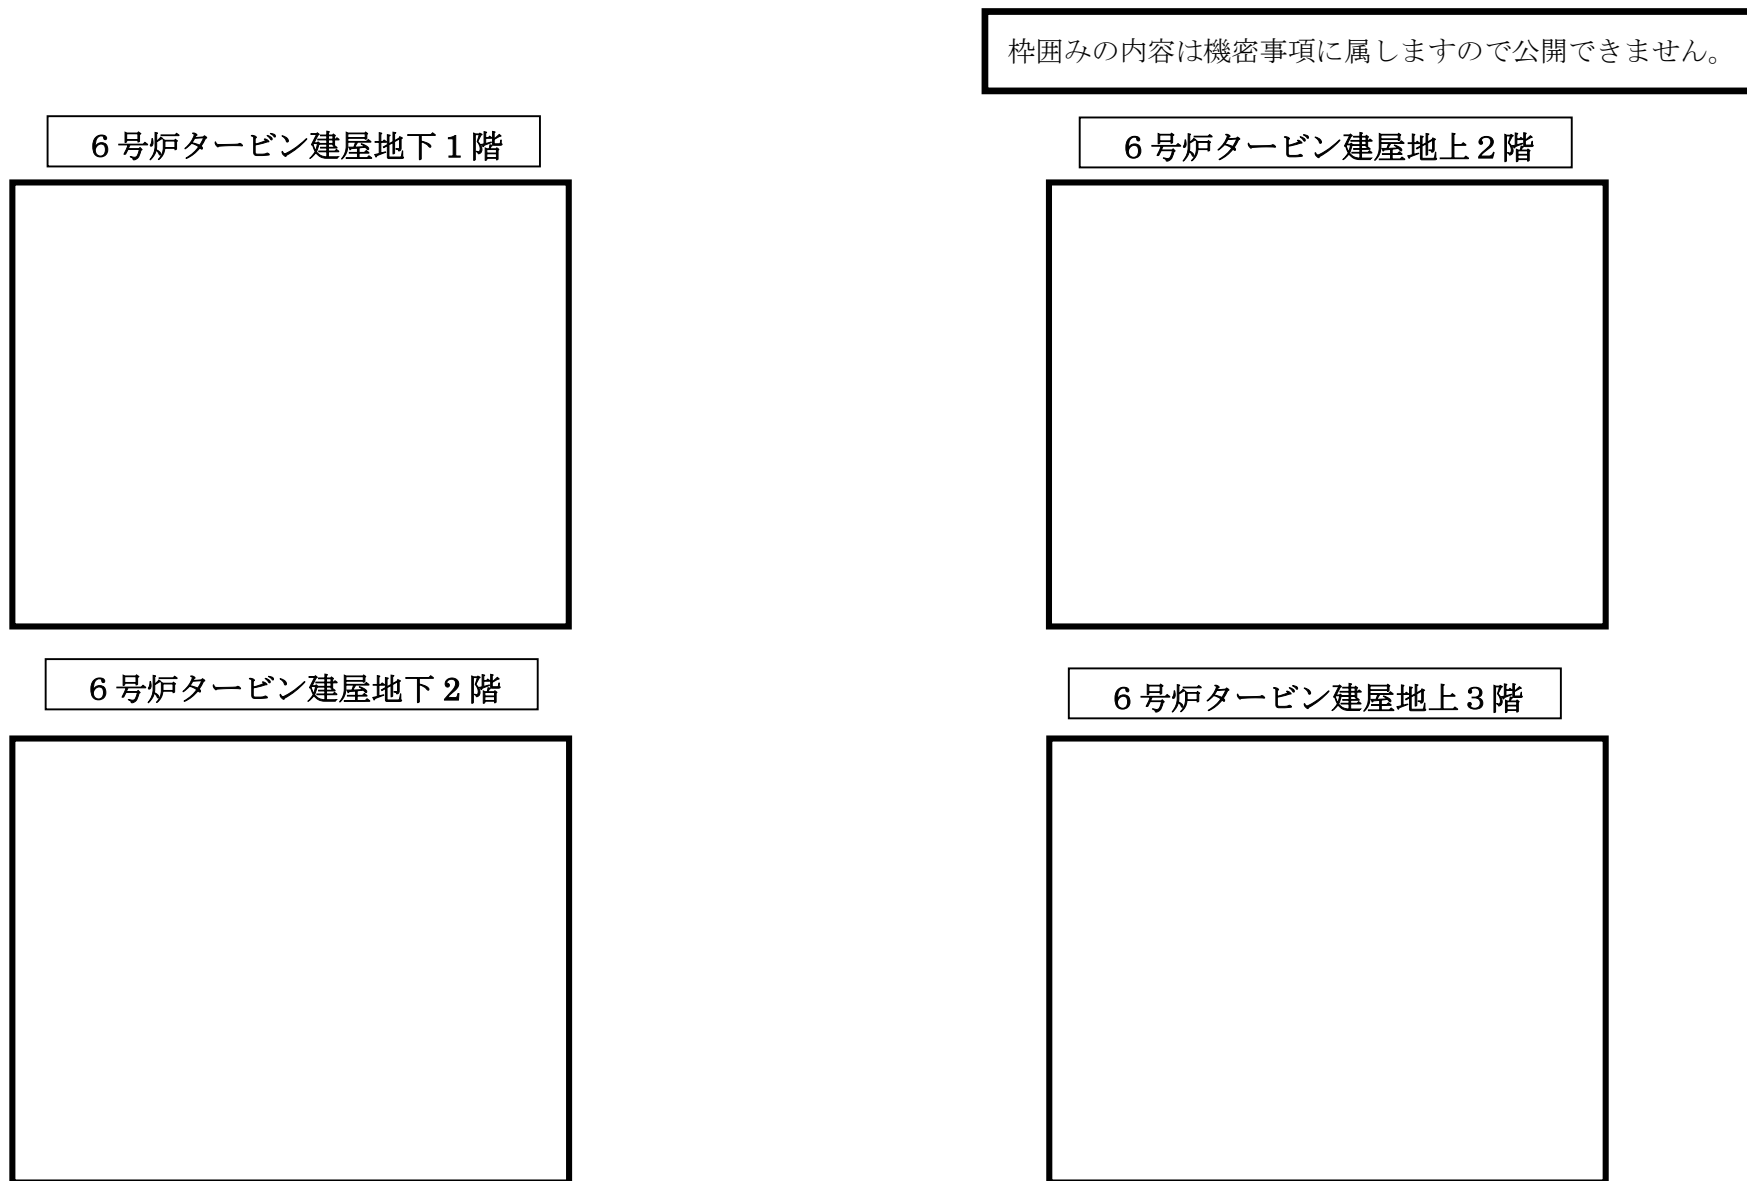 枠囲みの内容は機密事項に属しますので公開できません。
６号炉タービン建屋地下１階
６号炉タービン建屋地上２階
６号炉タービン建屋地下２階
６号炉タービン建屋地上３階